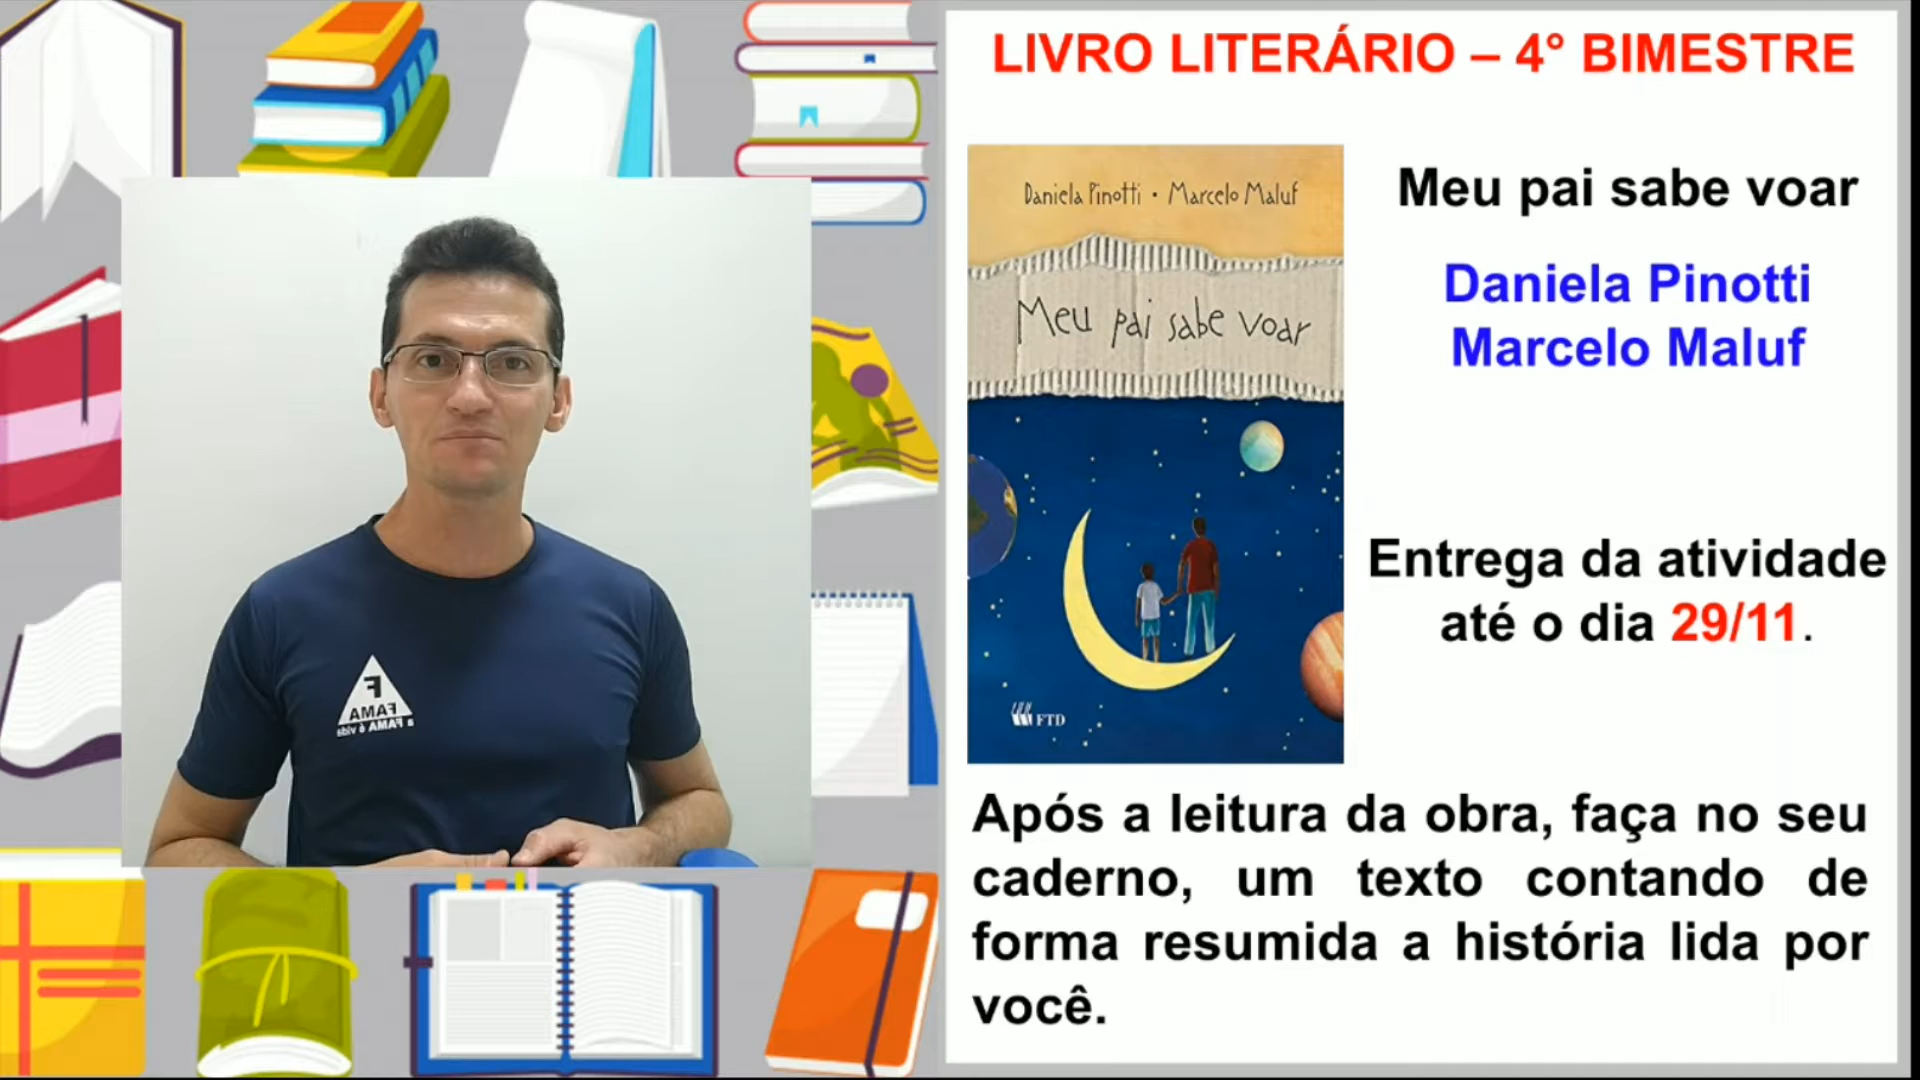 LIVRO LITERÁRIO – 4° BIMESTRE
Daniela Pinotti • Marcelo Maluf
Meu pai sabe voar
FTD
Meu pai sabe voar
Daniela Pinotti
Marcelo Maluf
Entrega da atividade
até o dia 29/11.
Após a leitura da obra, faça no seu
caderno, um texto contando de
forma resumida a história lida por
você.
F
FAMA
a FAMA é vida